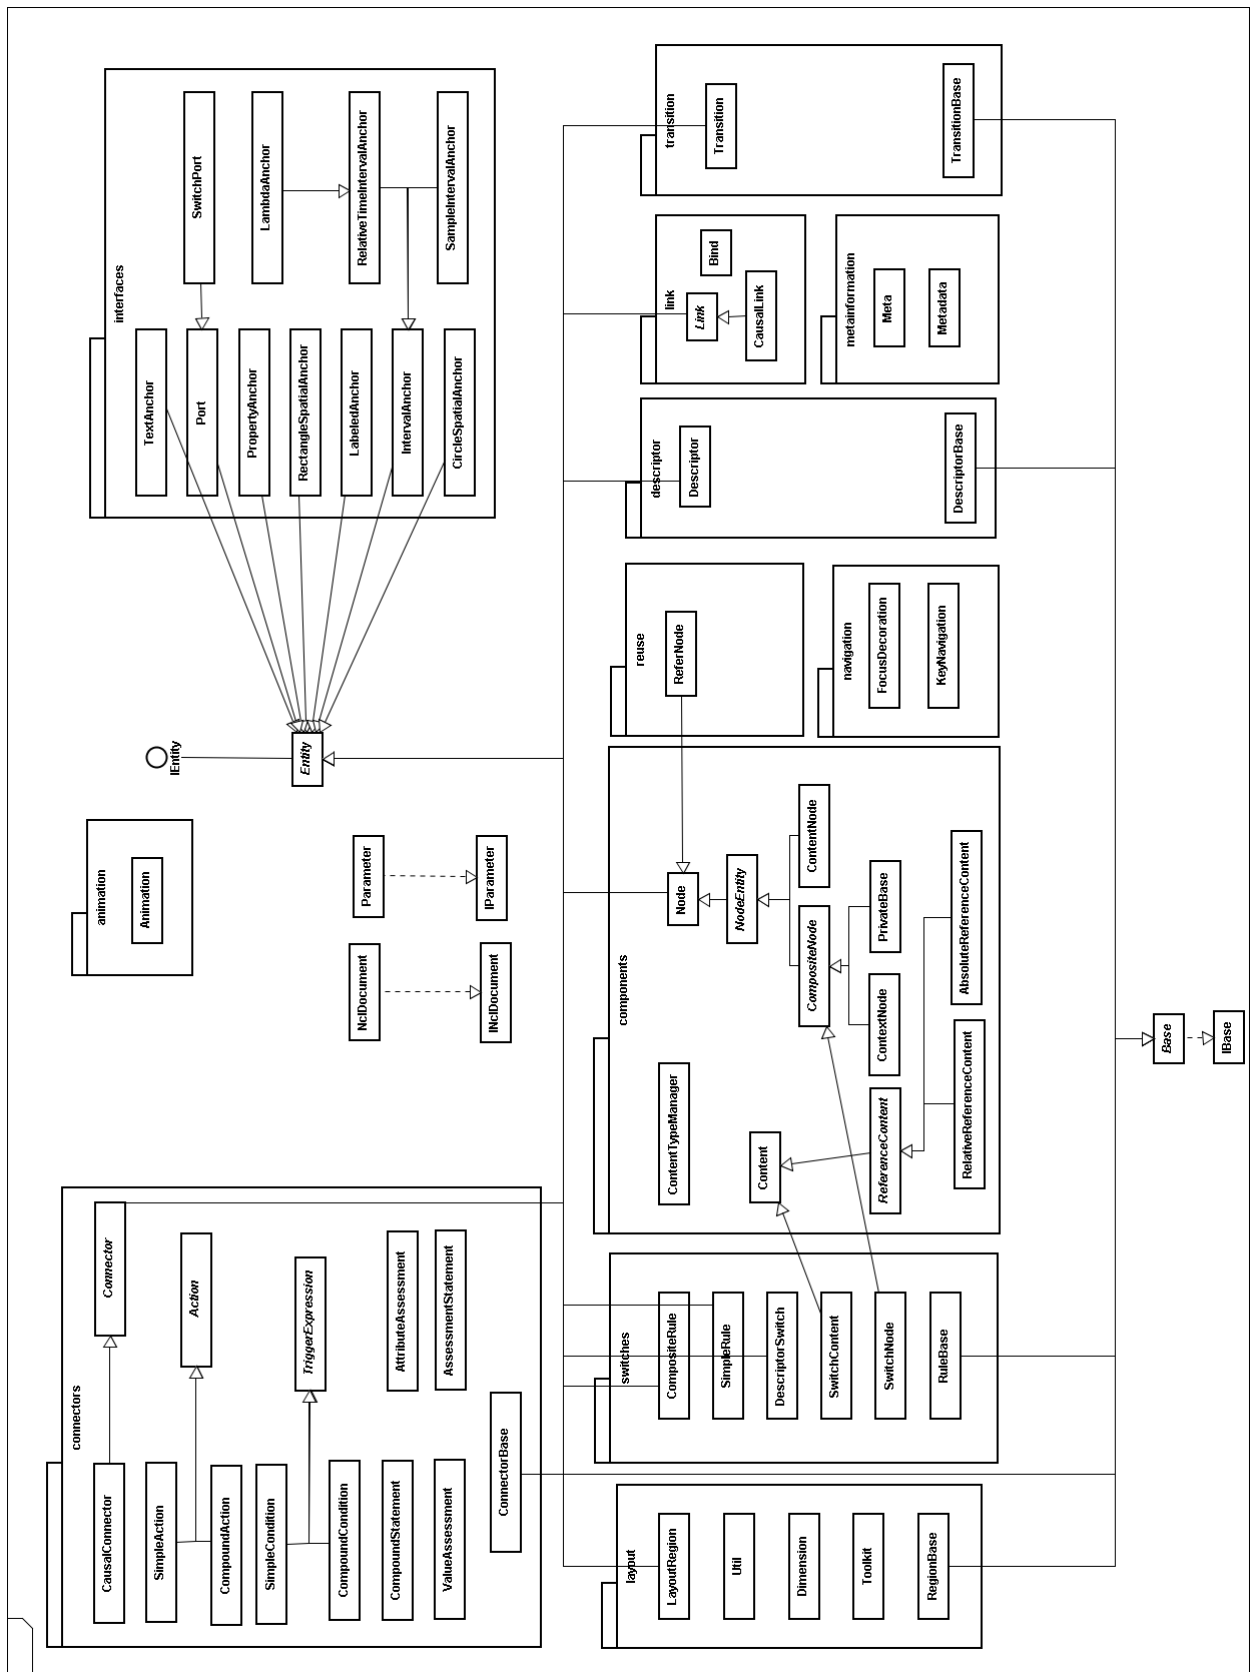 connectors
Connector
CausalConnector
Action
SimpleAction
CompoundAction
TriggerExpression
SimpleCondition
CompoundCondition
AttributeAssessment
CompoundStatement
AssessmentStatement
ValueAssessment
ConnectorBase
animation
Animation
NclDocument
INclDocument
Parameter
IParameter
IEntity
Entity
interfaces
TextAnchor
Port
PropertyAnchor
RectangleSpatialAnchor
LabeledAnchor
IntervalAnchor
CircleSpatialAnchor
SwitchPort
LambdaAnchor
RelativeTimeIntervalAnchor
SampleIntervalAnchor
layout
LayoutRegion
Util
Dimension
Toolkit
RegionBase
switches
CompositeRule
SimpleRule
DescriptorSwitch
SwitchContent
SwitchNode
RuleBase
components
ContentTypeManager
Content
ReferenceContent
RelativeReferenceContent
AbsoluteReferenceContent
Node
NodeEntity
CompositeNode
ContentNode
ContextNode
PrivateBase
reuse
ReferNode
navigation
FocusDecoration
KeyNavigation
descriptor
Descriptor
DescriptorBase
link
Link
Bind
CausalLink
metainformation
Meta
Metadata
transition
Transition
TransitionBase
Base
IBase